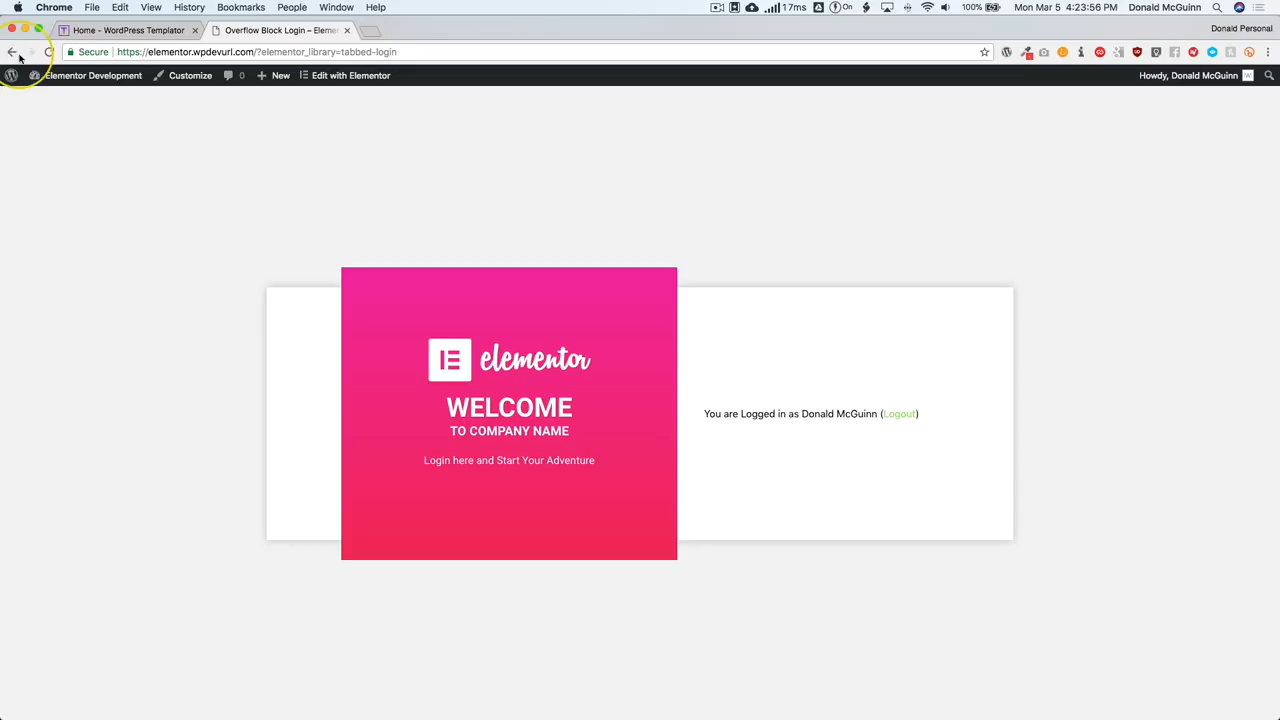 Chrome File Edit View History Bookmarks People Window Help 17ms On 100% Mon Mar 5 4:23:56 PM Donald McGuinn
Home - WordPress Templator Overflow Block Login – Eleme Donald Personal
Secure https://elementor.wpdevurl.com/?elementor_library=tabbed-login
Elementor Development Customize 0 New Edit with Elementor Howdy, Donald McGuinn
elementor
WELCOME
TO COMPANY NAME
You are Logged in as Donald McGuinn (Logout)
Login here and Start Your Adventure